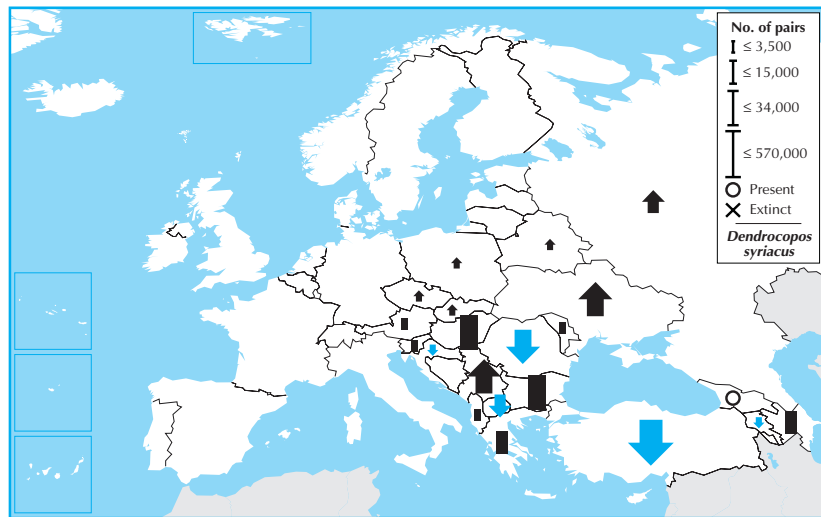 No. of pairs
≤ 3,500
≤ 15,000
≤ 34,000
≤ 570,000
Present
Extinct
Dendrocopos
syriacus